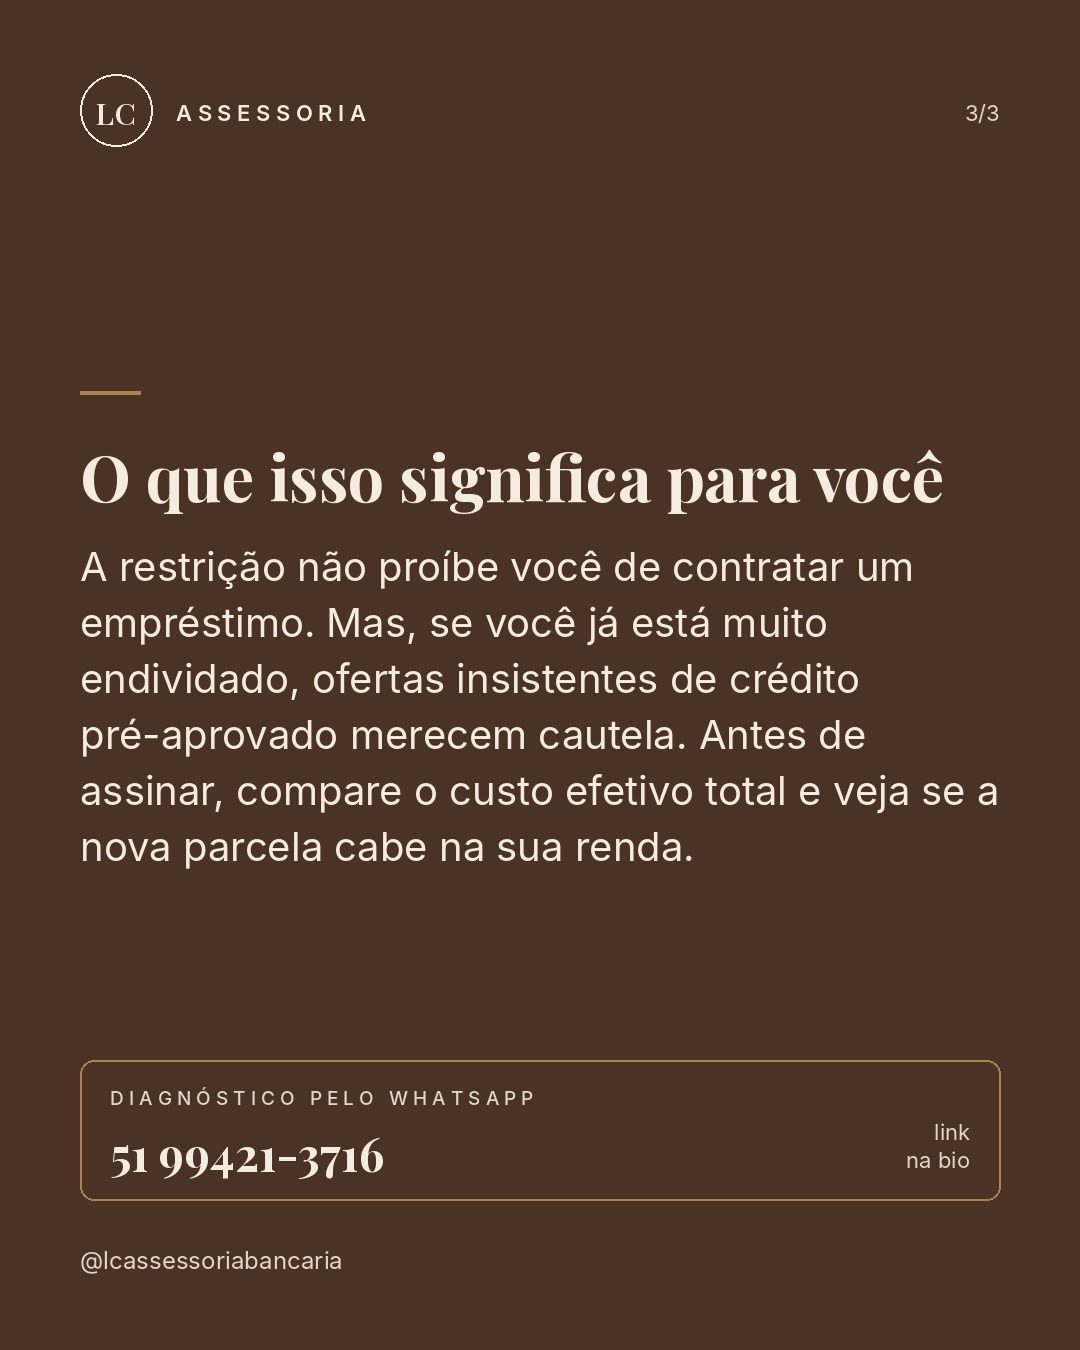 LC ASSESSORIA
3/3
O que isso significa para você
A restrição não proíbe você de contratar um
empréstimo. Mas, se você já está muito
endividado, ofertas insistentes de crédito
pré-aprovado merecem cautela. Antes de
assinar, compare o custo efetivo total e veja se a
nova parcela cabe na sua renda.
DIAGNÓSTICO PELO WHATSAPP
51 99421-3716
link
na bio
@lcassessoriabancaria